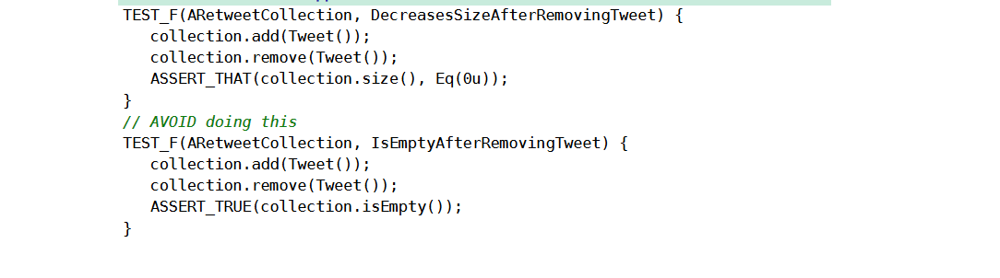 TEST_F(ARetweetCollection, DecreasesSizeAfterRemovingTweet) {
   collection.add(Tweet());
   collection.remove(Tweet());
   ASSERT_THAT(collection.size(), Eq(0u));
}
// AVOID doing this
TEST_F(ARetweetCollection, IsEmptyAfterRemovingTweet) {
   collection.add(Tweet());
   collection.remove(Tweet());
   ASSERT_TRUE(collection.isEmpty());
}